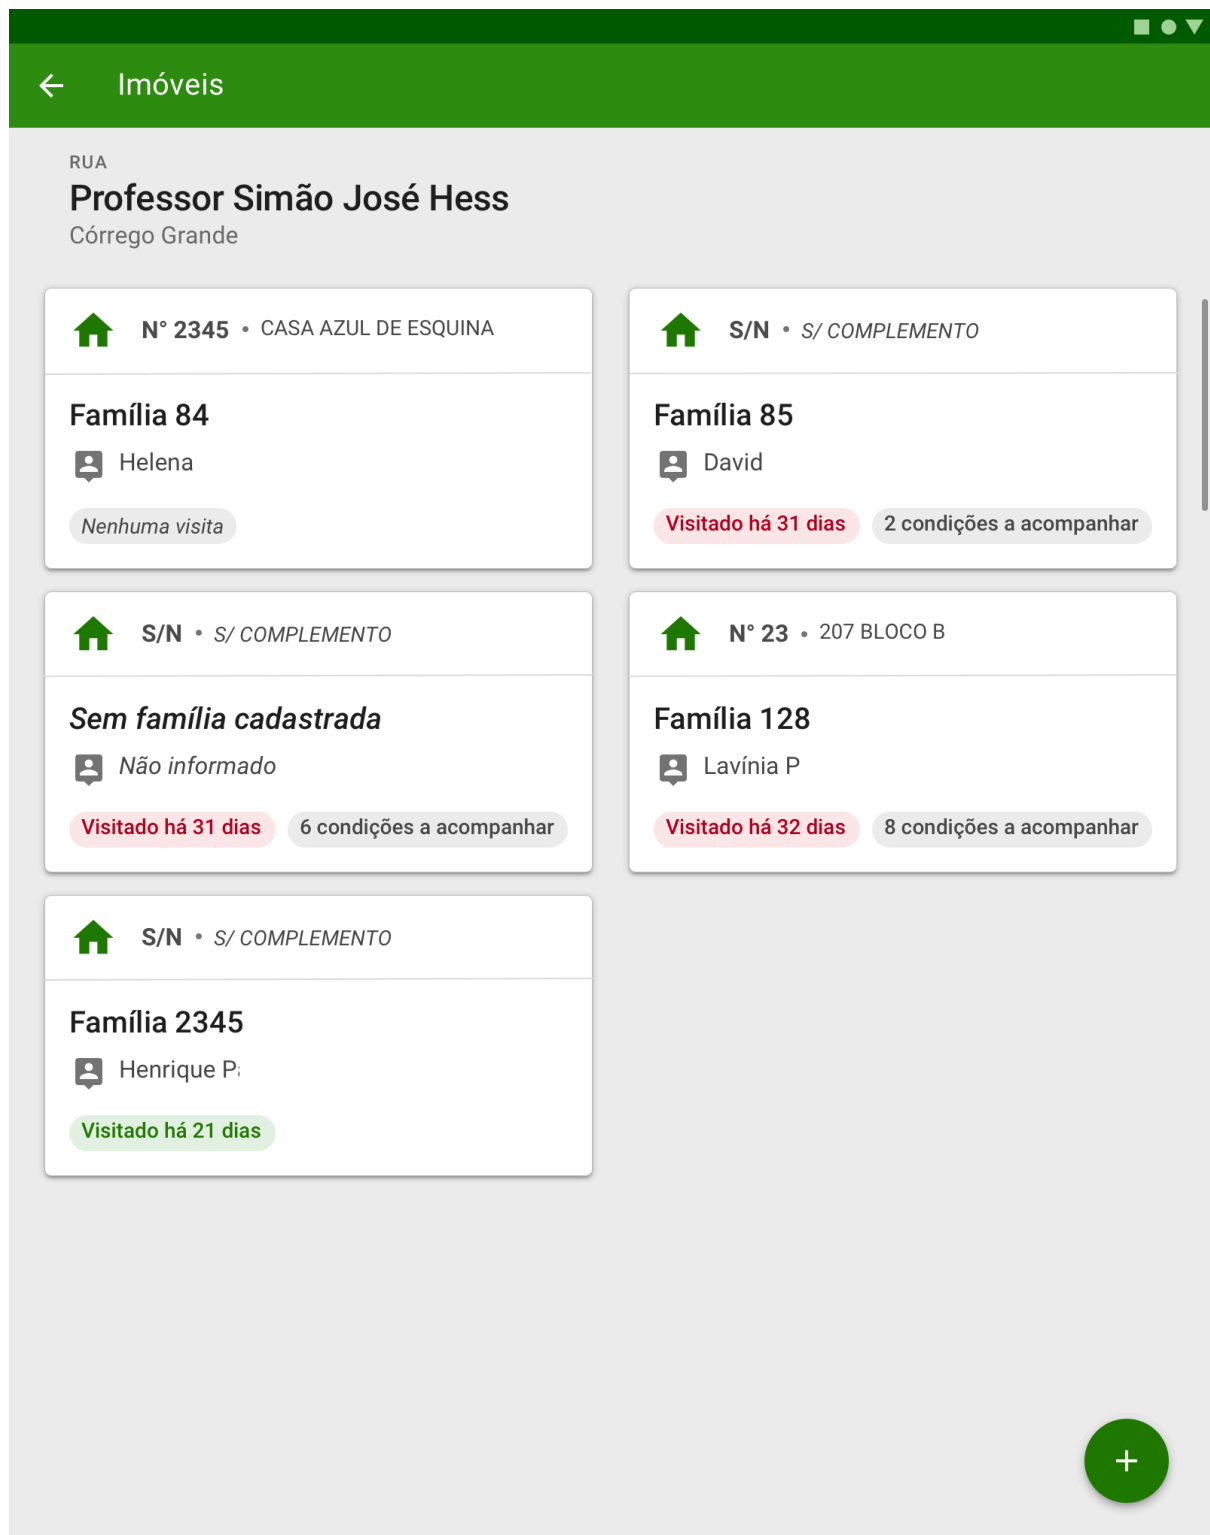 Imóveis
RUA
Professor Simão José Hess
Córrego Grande
N° 2345 • CASA AZUL DE ESQUINA
Família 84
Helena
Nenhuma visita
S/N • S/ COMPLEMENTO
Família 85
David
Visitado há 31 dias
2 condições a acompanhar
S/N • S/ COMPLEMENTO
Sem família cadastrada
Não informado
Visitado há 31 dias
6 condições a acompanhar
N° 23 • 207 BLOCO B
Família 128
Lavínia P
Visitado há 32 dias
8 condições a acompanhar
S/N • S/ COMPLEMENTO
Família 2345
Henrique
Visitado há 21 dias